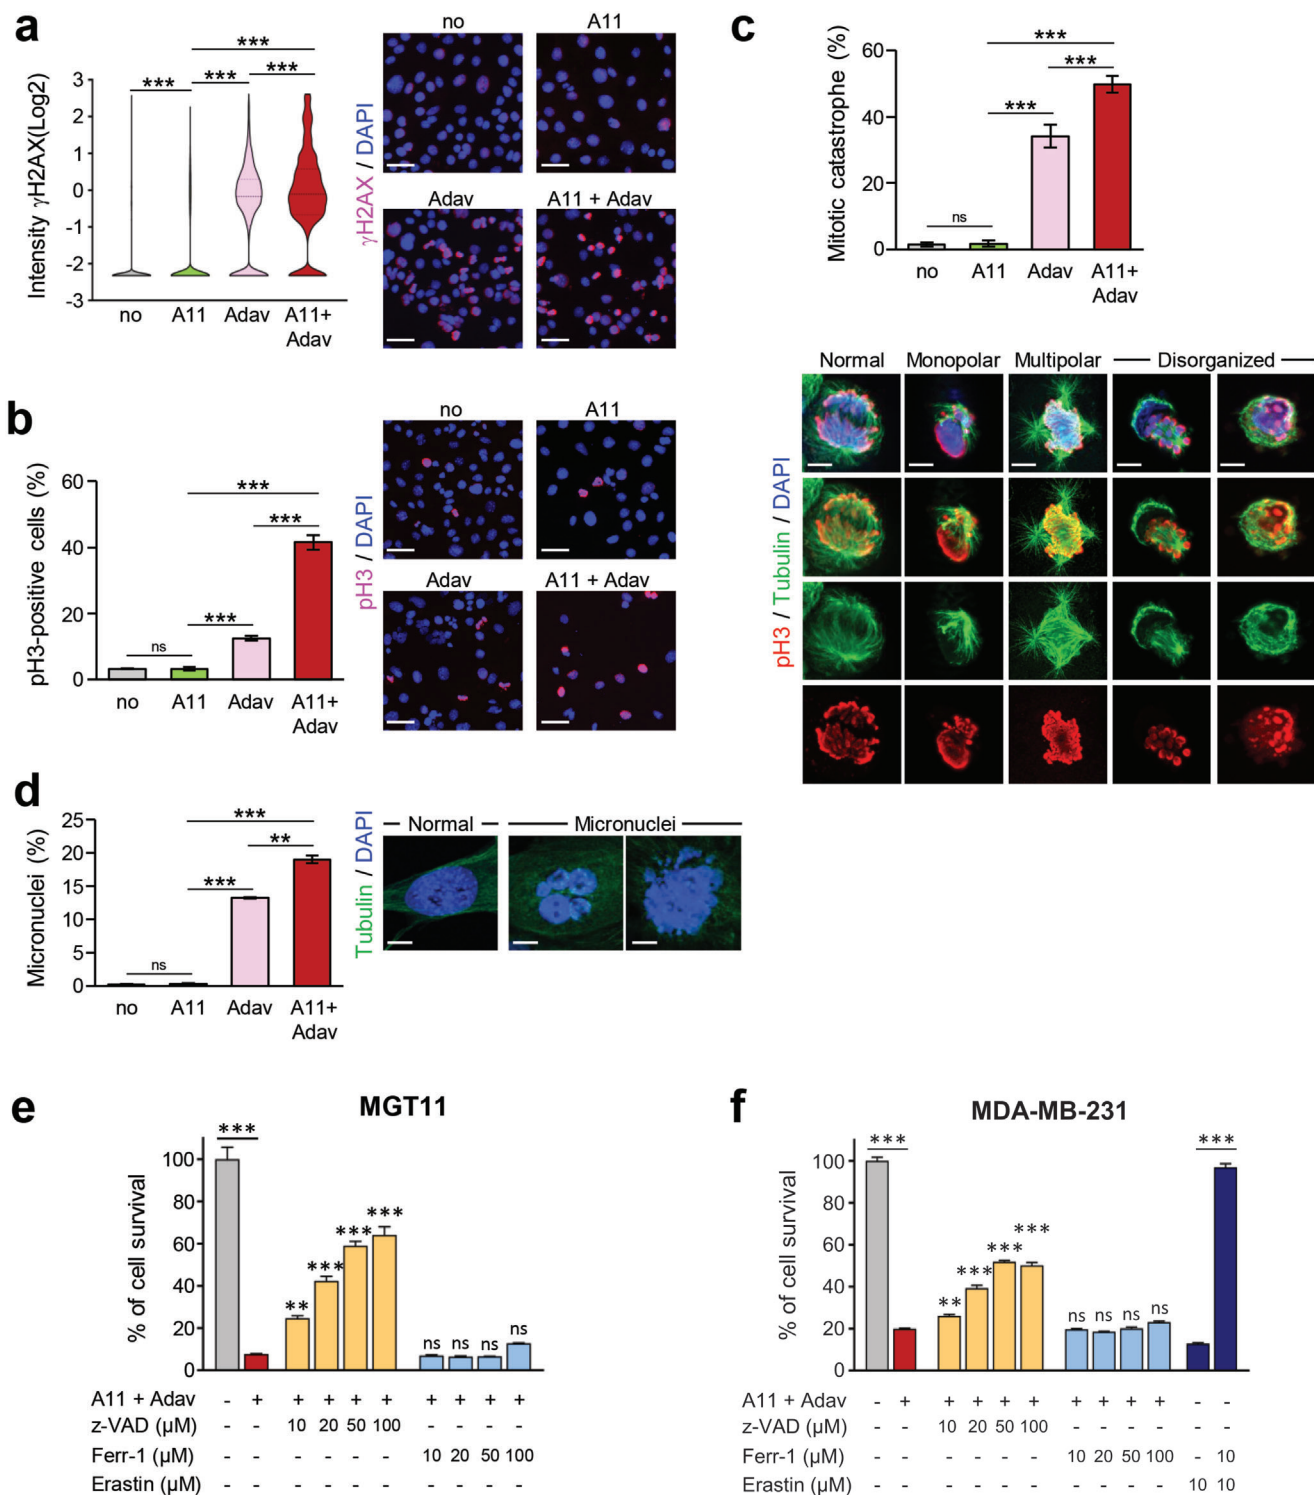 a
Intensity γH2AX(Log2)
3
2
1
0
-1
-2
-3
***
***
***
***
no
A11
Adav
A11+
Adav
γH2AX / DAPI
no
A11
Adav
A11 + Adav
b
pH3-positive cells (%)
60
40
20
0
***
***
***
ns
no
A11
Adav
A11+
Adav
pH3 / DAPI
no
A11
Adav
A11 + Adav
c
Mitotic catastrophe (%)
60
40
20
0
***
***
***
ns
no
A11
Adav
A11+
Adav
Normal
Monopolar
Multipolar
Disorganized
pH3 / Tubulin / DAPI
d
Micronuclei (%)
25
20
15
10
5
0
***
**
***
ns
no
A11
Adav
A11+
Adav
Tubulin / DAPI
Normal
Micronuclei
e
MGT11
% of cell survival
100
80
60
40
20
0
***
** *** *** ***
ns ns ns ns
A11 + Adav - + + + + + + + + +
z-VAD (µM) - - 10 20 50 100 - - - -
Ferr-1 (µM) - - - - - - 10 20 50 100
Erastin (µM) - - - - - - - - - -
f
MDA-MB-231
% of cell survival
100
80
60
40
20
0
***
** *** *** ***
ns ns ns ns
***
A11 + Adav - + + + + + + + + + - -
z-VAD (µM) - - 10 20 50 100 - - - - - -
Ferr-1 (µM) - - - - - - 10 20 50 100 - 10
Erastin (µM) - - - - - - - - - - 10 10